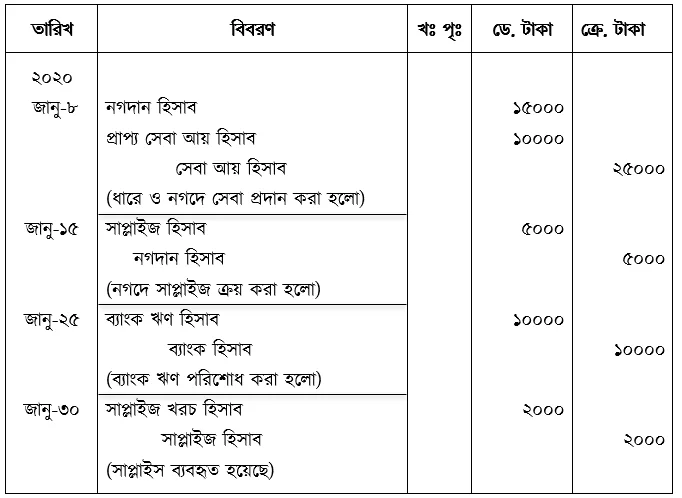 তারিখ বিবরণ খঃ পৃঃ ডে. টাকা ক্রে. টাকা
২০২০
জানু-৮ নগদান হিসাব ১৫০০০
প্রাপ্য সেবা আয় হিসাব ১০০০০
সেবা আয় হিসাব ২৫০০০
(ধারে ও নগদে সেবা প্রদান করা হলো)
জানু-১৫ সাপ্লাইজ হিসাব ৫০০০
নগদান হিসাব ৫০০০
(নগদে সাপ্লাইজ ক্রয় করা হলো)
জানু-২৫ ব্যাংক ঋণ হিসাব ১০০০০
ব্যাংক হিসাব ১০০০০
(ব্যাংক ঋণ পরিশোধ করা হলো)
জানু-৩০ সাপ্লাইজ খরচ হিসাব ২০০০
সাপ্লাইজ হিসাব ২০০০
(সাপ্লাইস ব্যবহৃত হয়েছে)